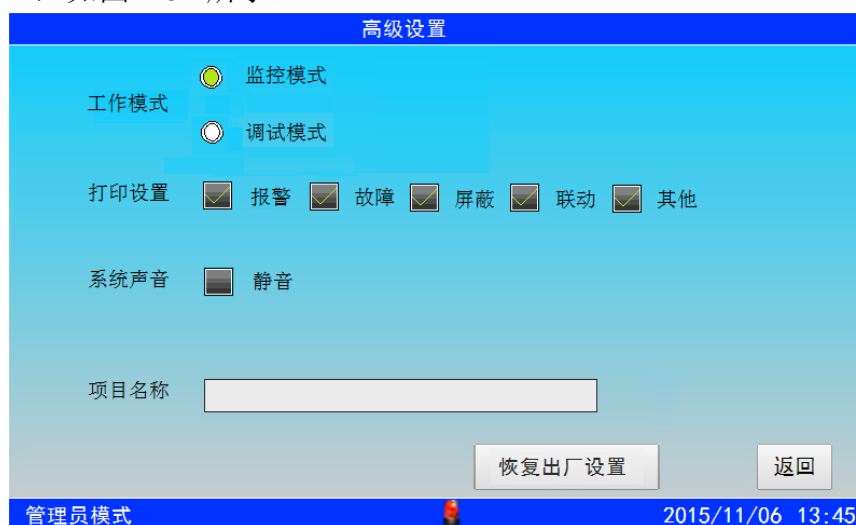 高级设置
监控模式
工作模式
调试模式
打印设置 报警 故障 屏蔽 联动 其他
系统声音 静音
项目名称
恢复出厂设置 返回
管理员模式 2015/11/06 13:45